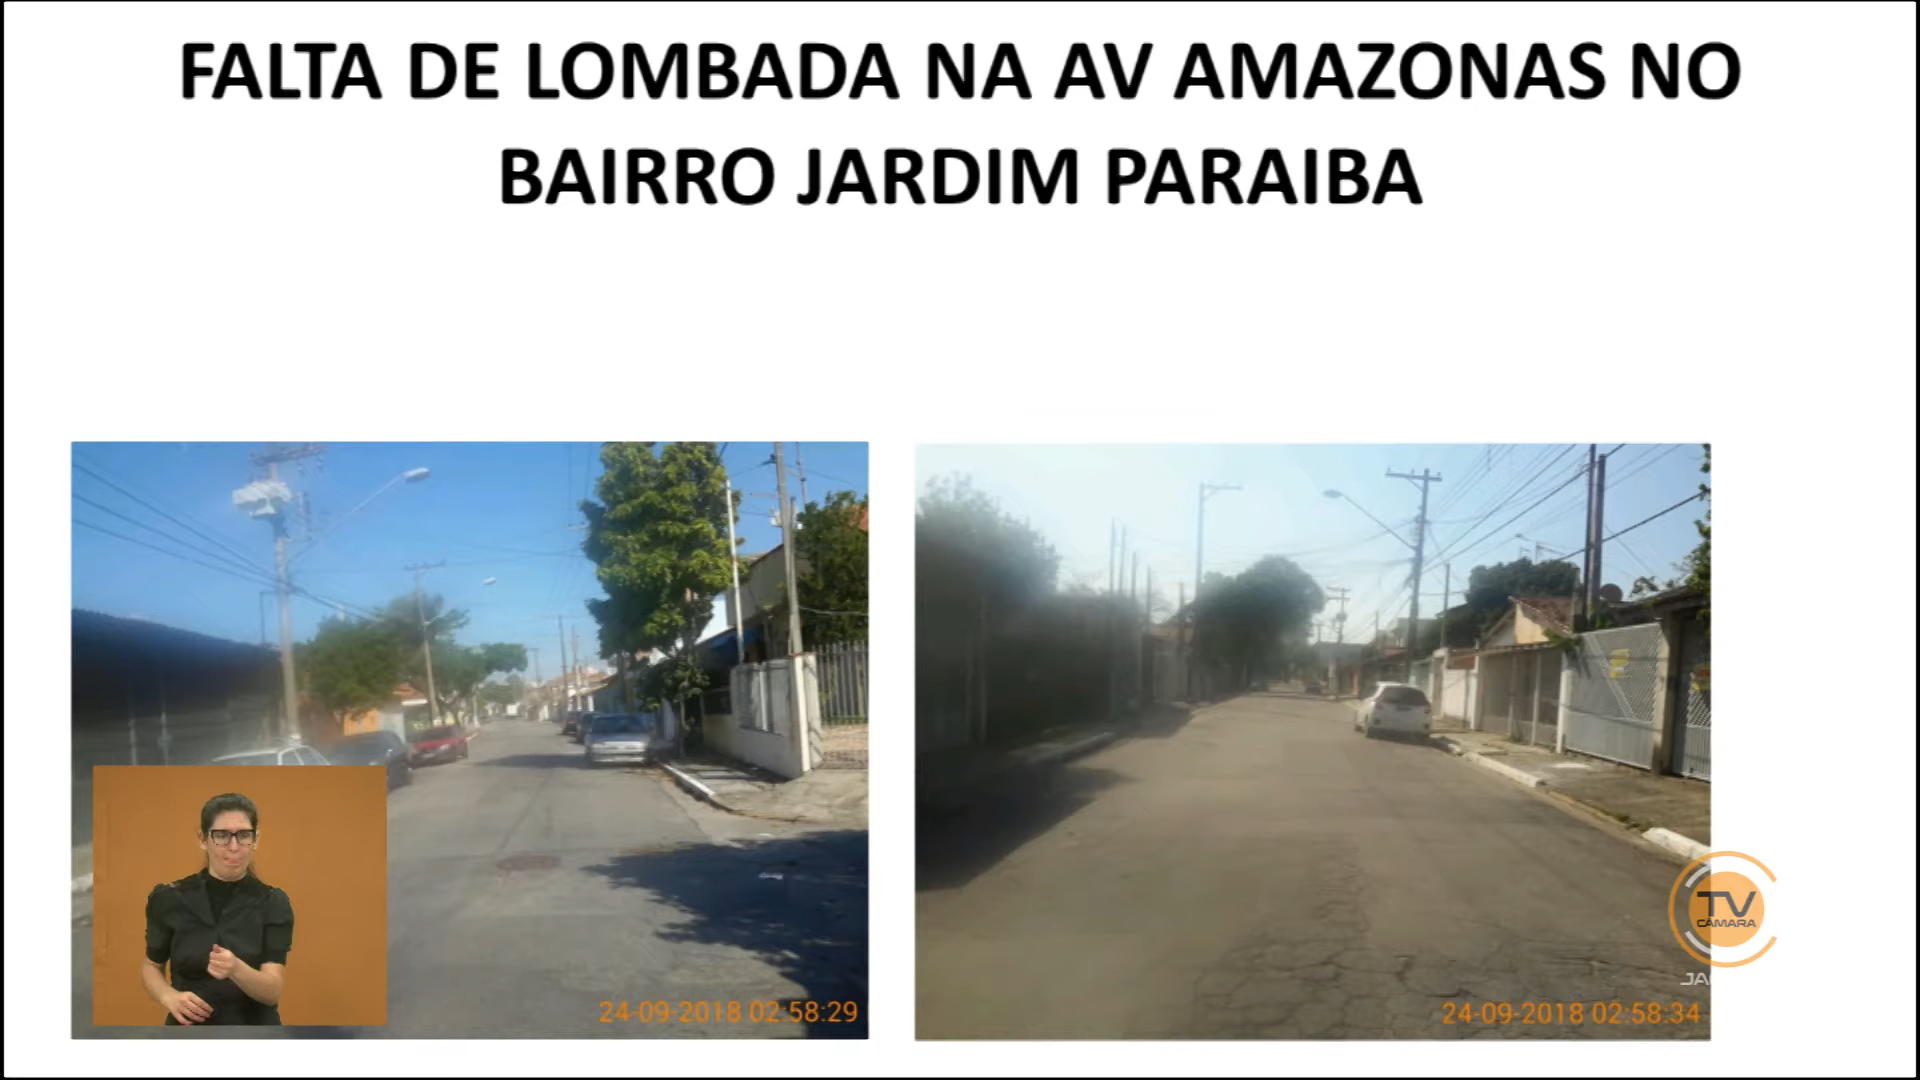 FALTA DE LOMBADA NA AV AMAZONAS NO
BAIRRO JARDIM PARAIBA
24-09-2018 02:58:29
24-09-2018 02:58:34
TV
CÂMARA
JA